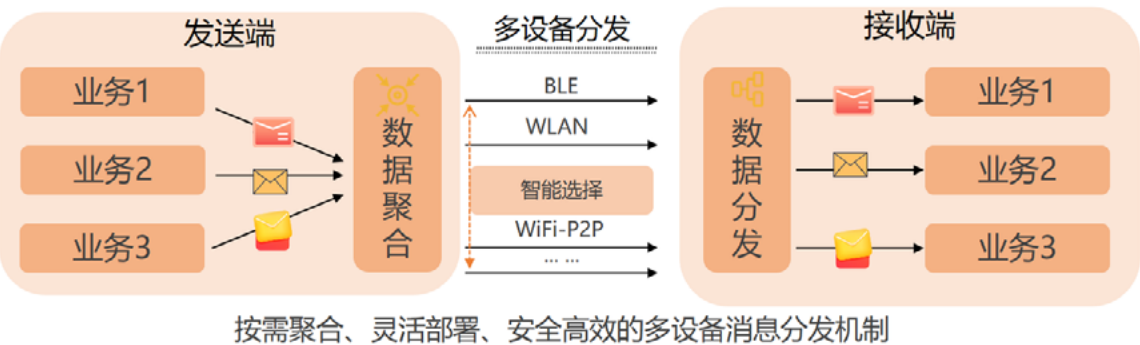 发送端
多设备分发
接收端
业务1
业务2
业务3
数据聚合
BLE
WLAN
智能选择
WiFi-P2P
... ...
数据分发
业务1
业务2
业务3
按需聚合、灵活部署、安全高效的多设备消息分发机制